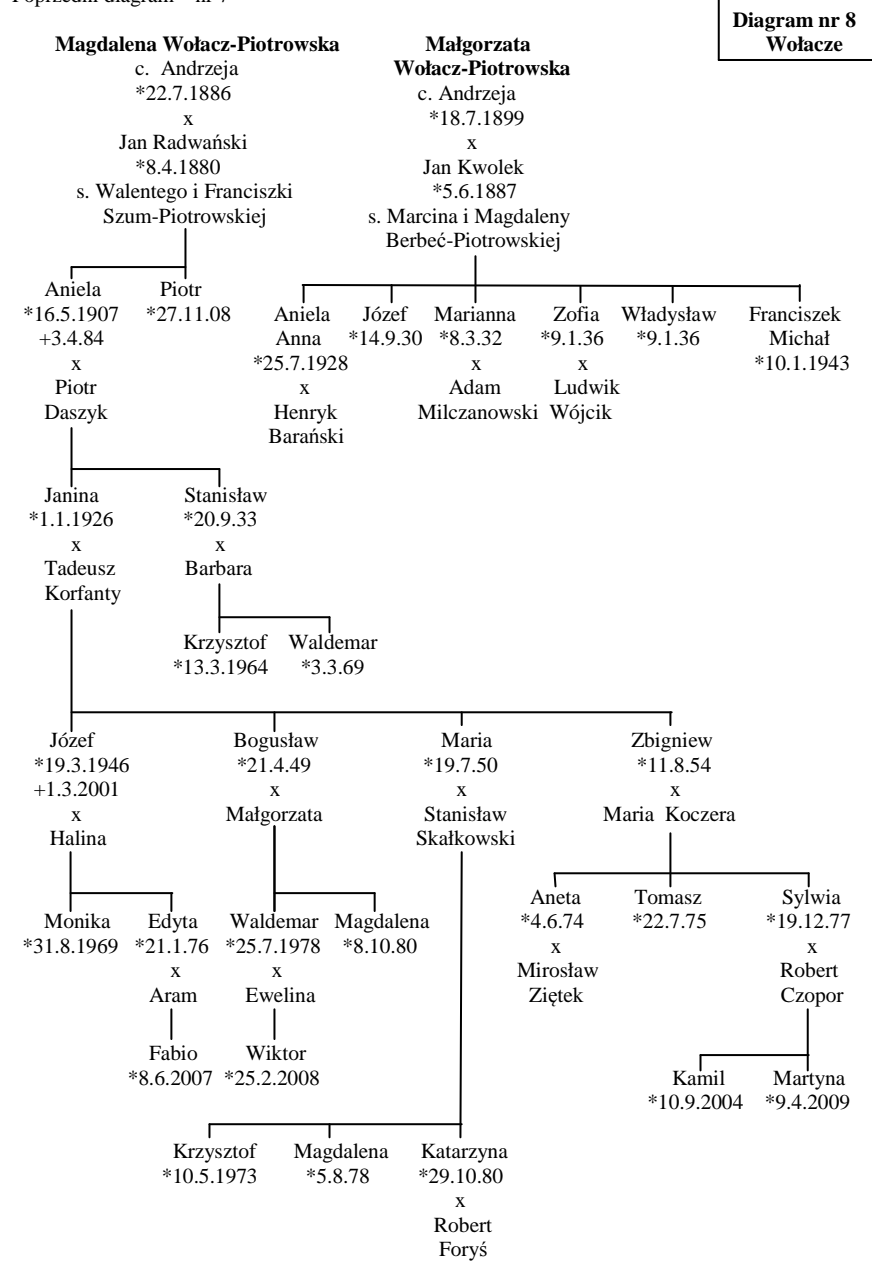 Poprzedni diagram – nr 7
Diagram nr 8
Wołacze
Magdalena Wołacz-Piotrowska
c. Andrzeja
*22.7.1886
x
Jan Radwański
*8.4.1880
s. Walentego i Franciszki
Szum-Piotrowskiej
Małgorzata
Wołacz-Piotrowska
c. Andrzeja
*18.7.1899
x
Jan Kwolek
*5.6.1887
s. Marcina i Magdaleny
Berbeć-Piotrowskiej
Aniela
*16.5.1907
+3.4.84
x
Piotr
Daszyk
Piotr
*27.11.08
Aniela
Anna
*25.7.1928
x
Henryk
Barański
Józef
*14.9.30
Marianna
*8.3.32
x
Adam
Milczanowski
Zofia
*9.1.36
x
Ludwik
Wójcik
Władysław
*9.1.36
Franciszek
Michał
*10.1.1943
Janina
*1.1.1926
x
Tadeusz
Korfanty
Stanisław
*20.9.33
x
Barbara
Krzysztof
*13.3.1964
Waldemar
*3.3.69
Józef
*19.3.1946
+1.3.2001
x
Halina
Bogusław
*21.4.49
x
Małgorzata
Maria
*19.7.50
x
Stanisław
Skałkowski
Zbigniew
*11.8.54
x
Maria Koczera
Monika
*31.8.1969
Edyta
*21.1.76
x
Aram
Waldemar
*25.7.1978
x
Ewelina
Magdalena
*8.10.80
Aneta
*4.6.74
x
Mirosław
Ziętek
Tomasz
*22.7.75
Sylwia
*19.12.77
x
Robert
Czopor
Fabio
*8.6.2007
Wiktor
*25.2.2008
Kamil
*10.9.2004
Martyna
*9.4.2009
Krzysztof
*10.5.1973
Magdalena
*5.8.78
Katarzyna
*29.10.80
x
Robert
Foryś